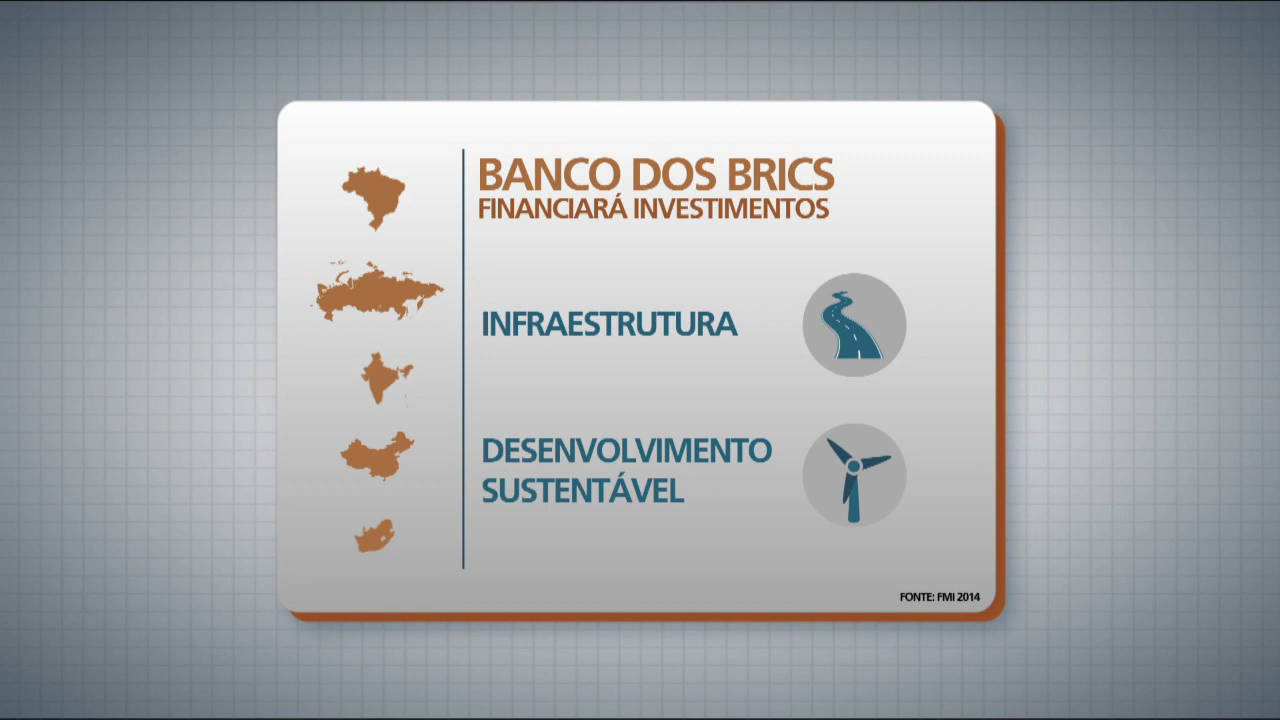 BANCO DOS BRICS
FINANCIARÁ INVESTIMENTOS
INFRAESTRUTURA
DESENVOLVIMENTO
SUSTENTÁVEL
FONTE: FMI 2014